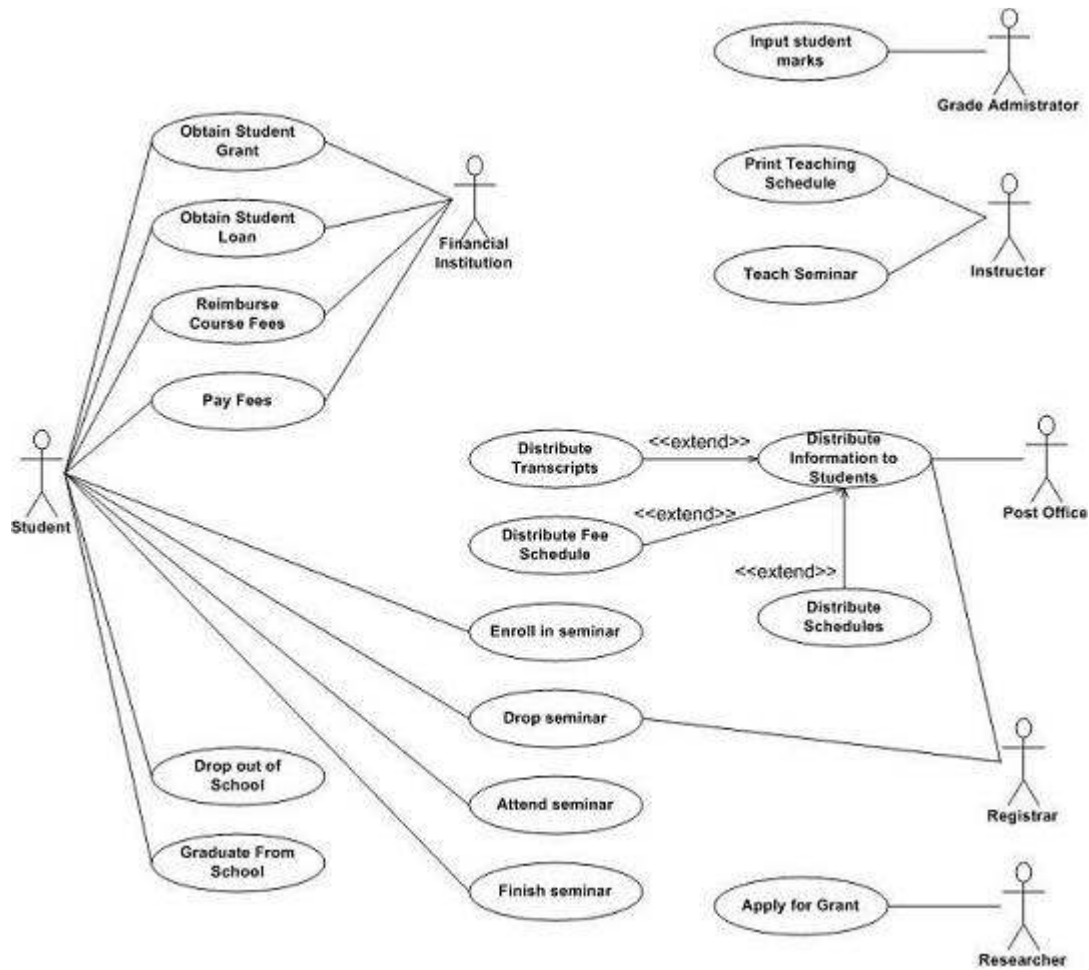 Input student
marks
Grade Admistrator
Obtain Student
Grant
Print Teaching
Schedule
Obtain Student
Loan
Financial
Institution
Teach Seminar
Instructor
Reimburse
Course Fees
Pay Fees
Student
Distribute
Transcripts
<<extend>>
Distribute
Information to
Students
Post Office
Distribute Fee
Schedule
<<extend>>
<<extend>>
Distribute
Schedules
Enroll in seminar
Drop seminar
Registrar
Drop out of
School
Attend seminar
Graduate From
School
Finish seminar
Apply for Grant
Researcher